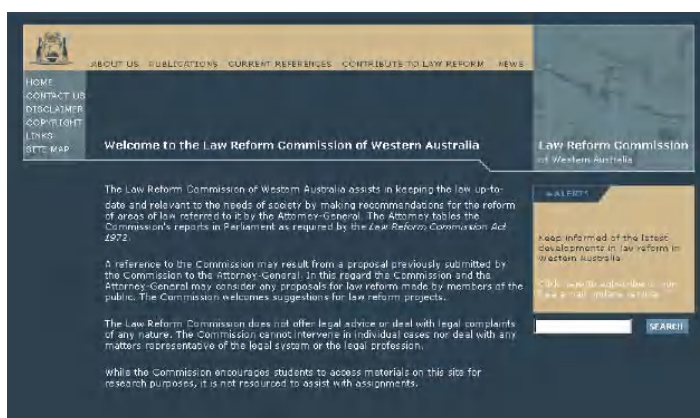 ABOUT US PUBLICATIONS CURRENT REFERENCES CONTRIBUTE TO LAW REFORM NEWS
HOME
CONTACT US
DISCLAIMER
COPYRIGHT
LINKS
SITE MAP
Welcome to the Law Reform Commission of Western Australia
Law Reform Commission
of Western Australia
The Law Reform Commission of Western Australia assists in keeping the law up-to-
date and relevant to the needs of society by making recommendations for the reform
of areas of law referred to it by the Attorney-General. The Attorney tables the
Commission's reports in Parliament as required by the Law Reform Commission Act
1972.
A reference to the Commission may result from a proposal previously submitted by
the Commission to the Attorney-General. In this regard the Commission and the
Attorney-General may consider any proposals for law reform made by members of the
public. The Commission welcomes suggestions for law reform projects.
The Law Reform Commission does not offer legal advice or deal with legal complaints
of any nature. The Commission cannot intervene in individual cases nor deal with any
matters representative of the legal system or the legal profession.
While the Commission encourages students to access materials on this site for
research purposes, it is not resourced to assist with assignments.
ALERTS
Keep informed of the latest
developments in law reform in
Western Australia
Click here to subscribe to our
free e-mail update service
SEARCH